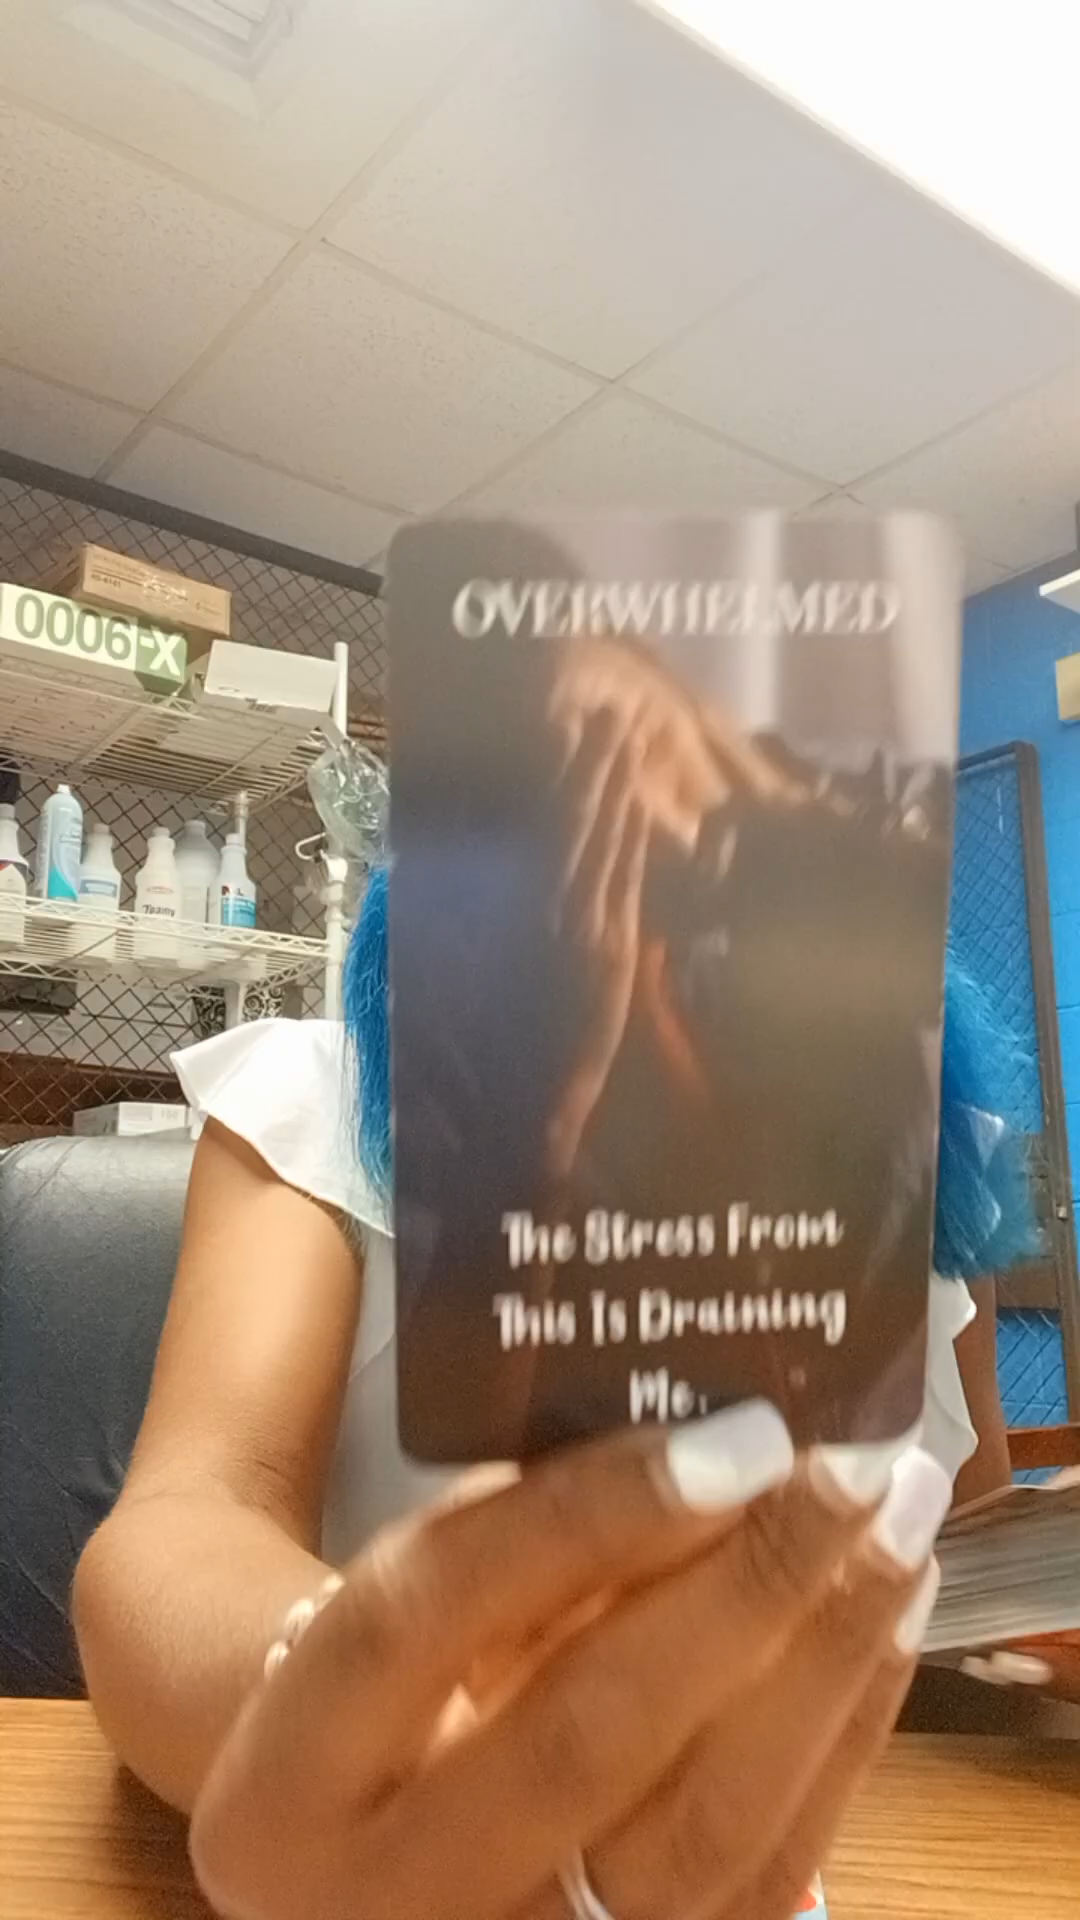 OVERWHELMED
The Stress From
This Is Draining
Me.
0006-X